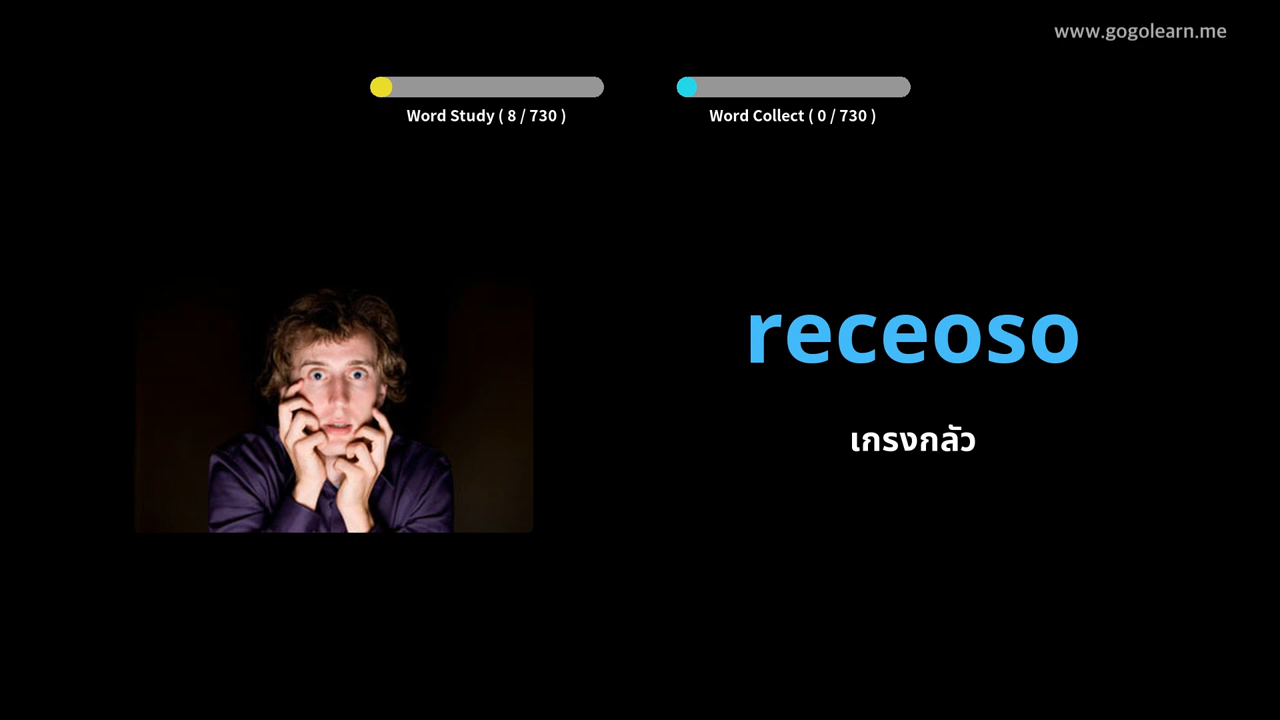 www.gogolearn.me
Word Study ( 8 / 730 )
Word Collect ( 0 / 730 )
receoso
เกรงกลัว